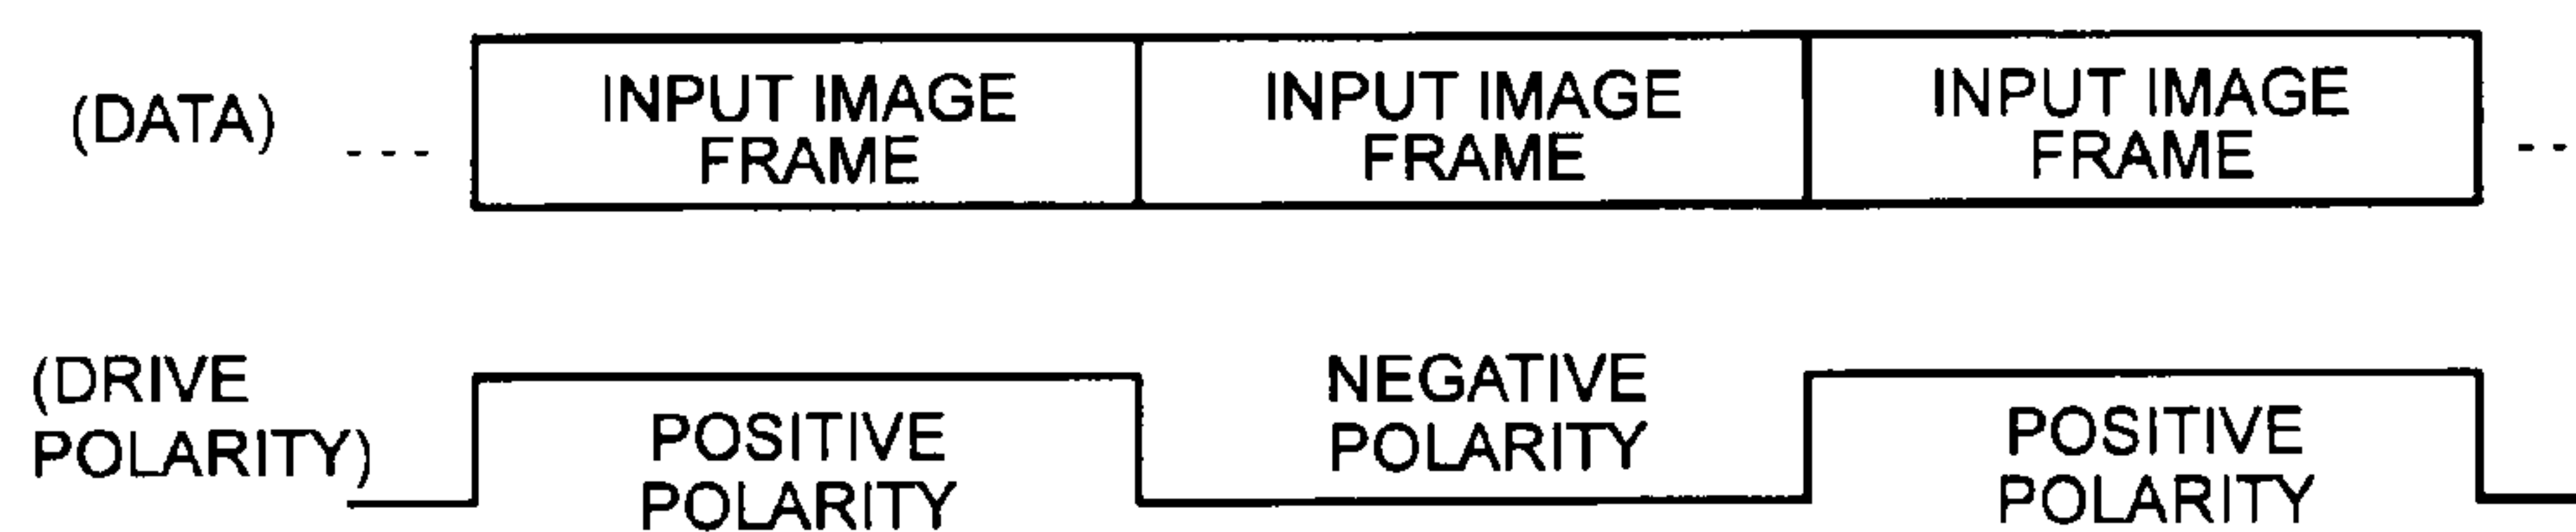 (DATA) --- INPUT IMAGE INPUT IMAGE INPUT IMAGE --
FRAME FRAME FRAME
(DRIVE NEGATIVE
POLARITY) POSITIVE POLARITY POSITIVE
POLARITY POLARITY